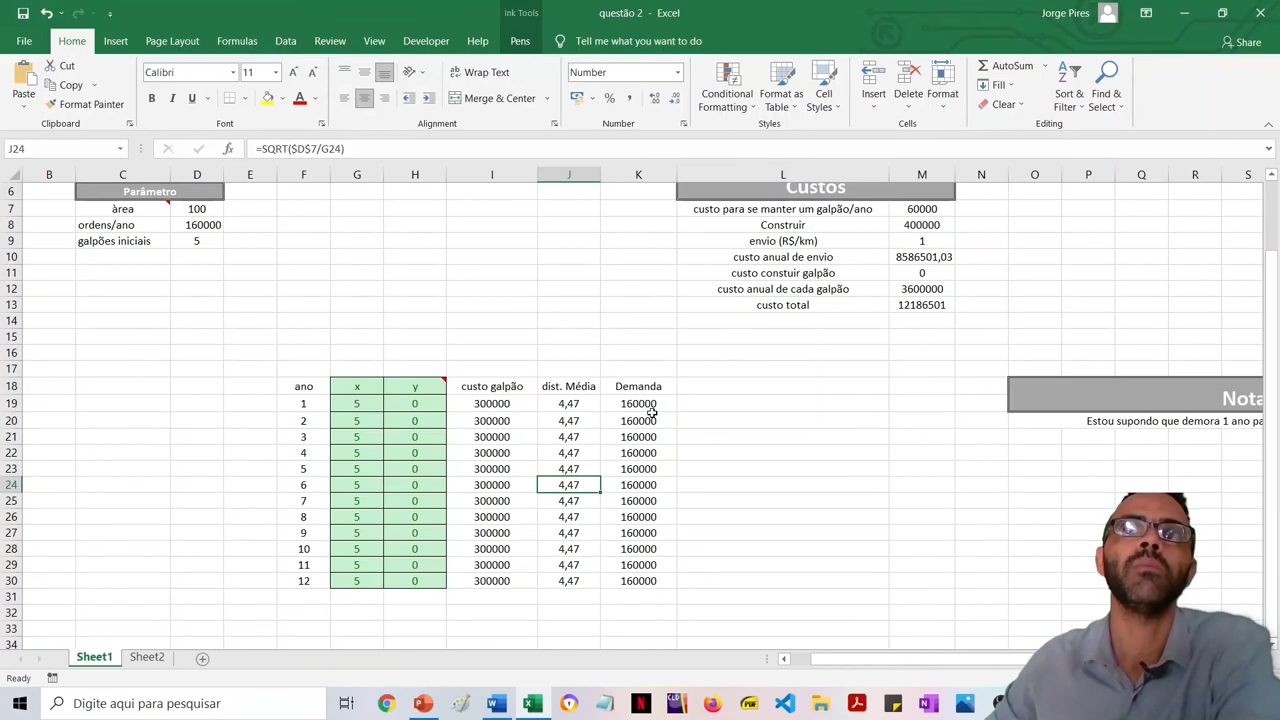 questão 2 - Excel
Ink Tools
Jorge Pires
File Home Insert Page Layout Formulas Data Review View Developer Help Pens Tell me what you want to do Share
Paste Cut Copy Format Painter Clipboard
Calibri 11 B I U A Font
Wrap Text Merge & Center Alignment
Number % , Number
Conditional Formatting Format as Table Cell Styles Styles
Insert Delete Format Cells
AutoSum Fill Clear Sort & Filter Find & Select Editing
J24 fx =SQRT($D$7/G24)
B C D E F G H I J K L M N O P Q R S
6 Parâmetro Custos
7 àrea 100 custo para se manter um galpão/ano 60000
8 ordens/ano 160000 Construir 400000
9 galpões iniciais 5 envio (R$/km) 1
10 custo anual de envio 8586501,03
11 custo constuir galpão 0
12 custo anual de cada galpão 3600000
13 custo total 12186501
14
15
16
17
18 ano x y custo galpão dist. Média Demanda Nota
19 1 5 0 300000 4,47 160000
20 2 5 0 300000 4,47 160000 Estou supondo que demora 1 ano pa
21 3 5 0 300000 4,47 160000
22 4 5 0 300000 4,47 160000
23 5 5 0 300000 4,47 160000
24 6 5 0 300000 4,47 160000
25 7 5 0 300000 4,47 160000
26 8 5 0 300000 4,47 160000
27 9 5 0 300000 4,47 160000
28 10 5 0 300000 4,47 160000
29 11 5 0 300000 4,47 160000
30 12 5 0 300000 4,47 160000
31
32
33
34
Sheet1 Sheet2
Ready
Digite aqui para pesquisar